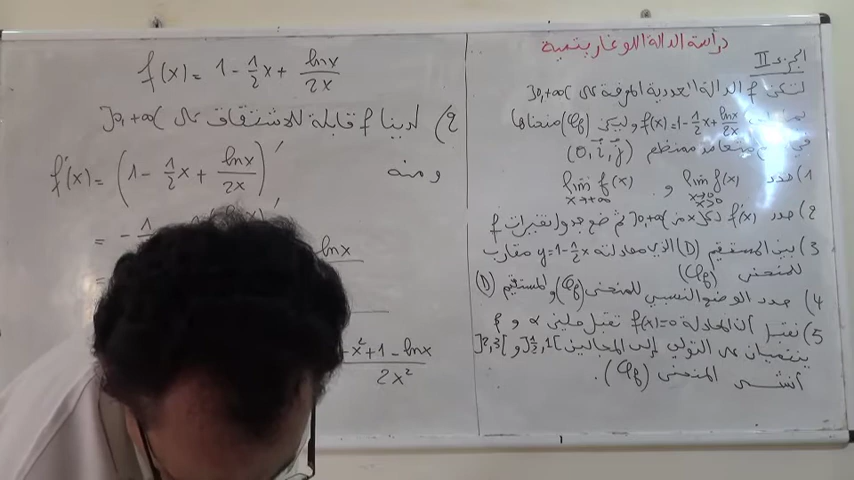 دراسة الدالة اللوغاريتمية
الجزء II
لتكن f الدالة العددية المعرفة على ]0,+∞[
f(x)=1-1/2x+lnx/2x وليكن (Cf) منحناها
في معلم متعامد ممنظم (O,i,j)
1) حدد lim f(x) x→0 x>0 و lim f(x) x→+∞
2) حدد f'(x) لكل x من ]0,+∞[ ثم ضع جدول تغيرات f
3) بين المستقيم (D) الذي معادلته y=1-1/2x مقارب
للمنحنى (Cf)
4) حدد الوضع النسبي للمنحنى (Cf) والمستقيم (D)
5) نقبل أن المعادلة f(x)=0 تقبل حلين α و β
ينتميان على التوالي إلى المجالين ]1/2,1[ و ]2,3[
أنشئ المنحنى (Cf).
f(x) = 1 - 1/2x + lnx/2x
2) لدينا f قابلة للاشتقاق على ]0,+∞[
ومنه
f'(x) = (1 - 1/2x + lnx/2x)'
= - 1
lnx
=
-x²+1-lnx/2x²